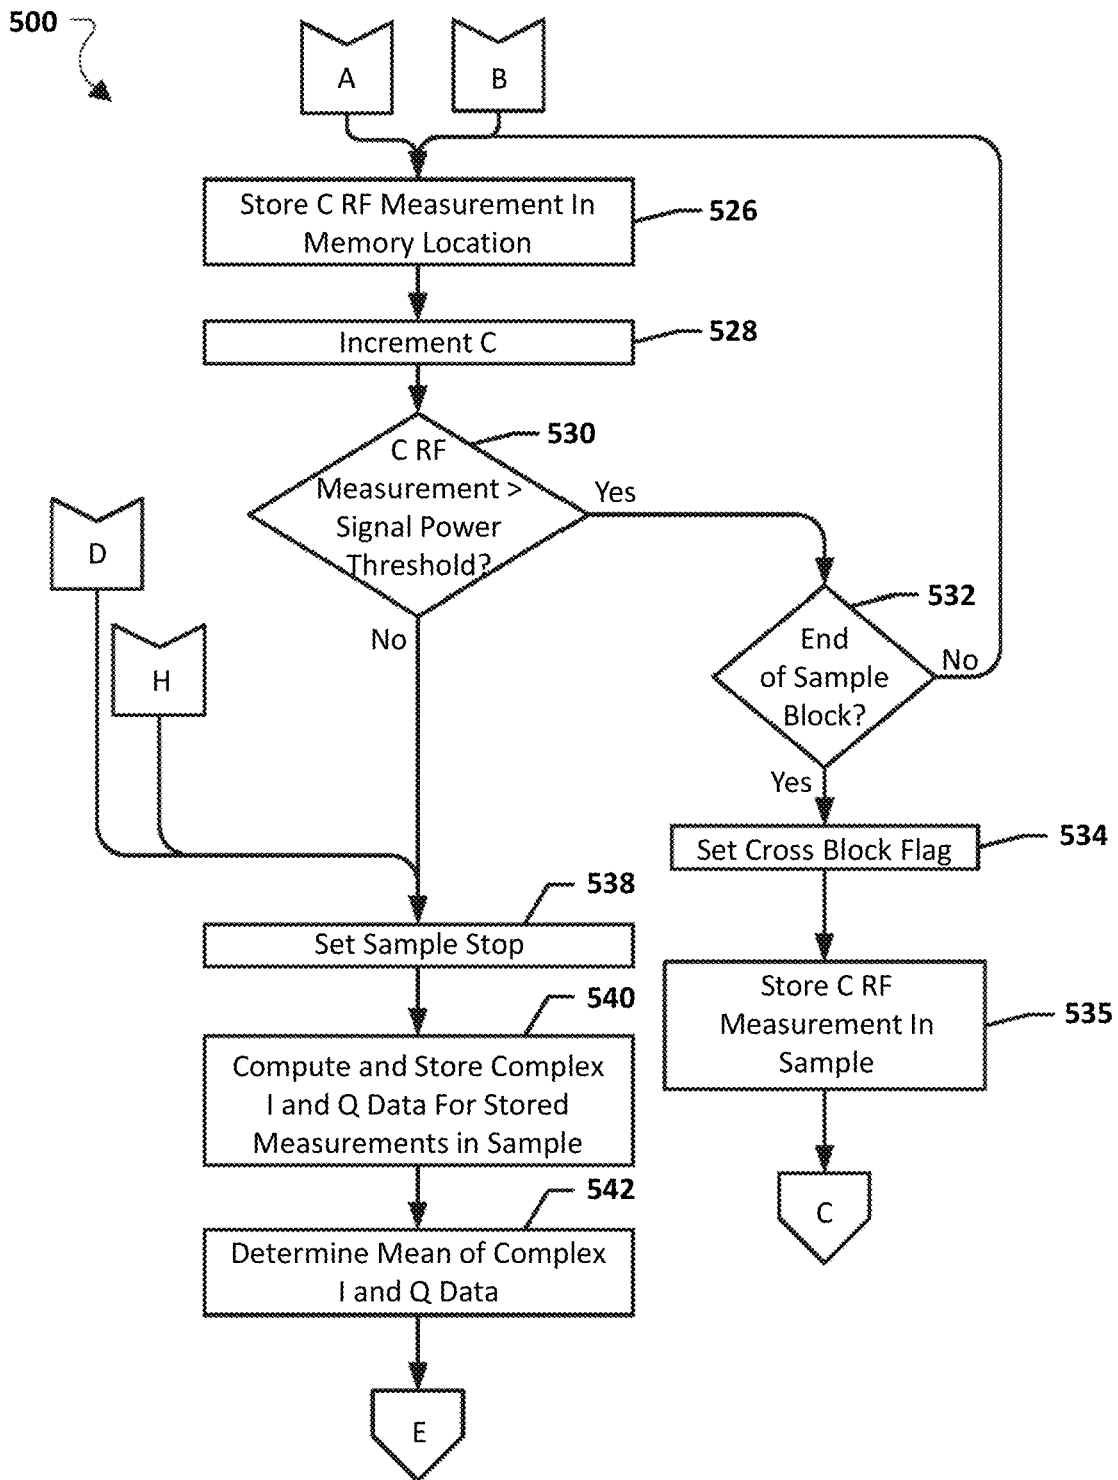 500
A
B
Store C RF Measurement In
Memory Location
526
Increment C
528
530
C RF
Measurement >
Signal Power
Threshold?
Yes
No
D
H
532
End
of Sample
Block?
No
Yes
Set Cross Block Flag
534
538
Set Sample Stop
540
Compute and Store Complex
I and Q Data For Stored
Measurements in Sample
Store C RF
Measurement In
Sample
535
542
Determine Mean of Complex
I and Q Data
C
E